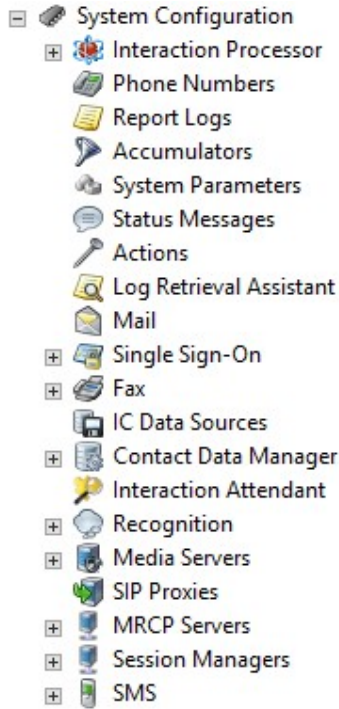 System Configuration
Interaction Processor
Phone Numbers
Report Logs
Accumulators
System Parameters
Status Messages
Actions
Log Retrieval Assistant
Mail
Single Sign-On
Fax
IC Data Sources
Contact Data Manager
Interaction Attendant
Recognition
Media Servers
SIP Proxies
MRCP Servers
Session Managers
SMS